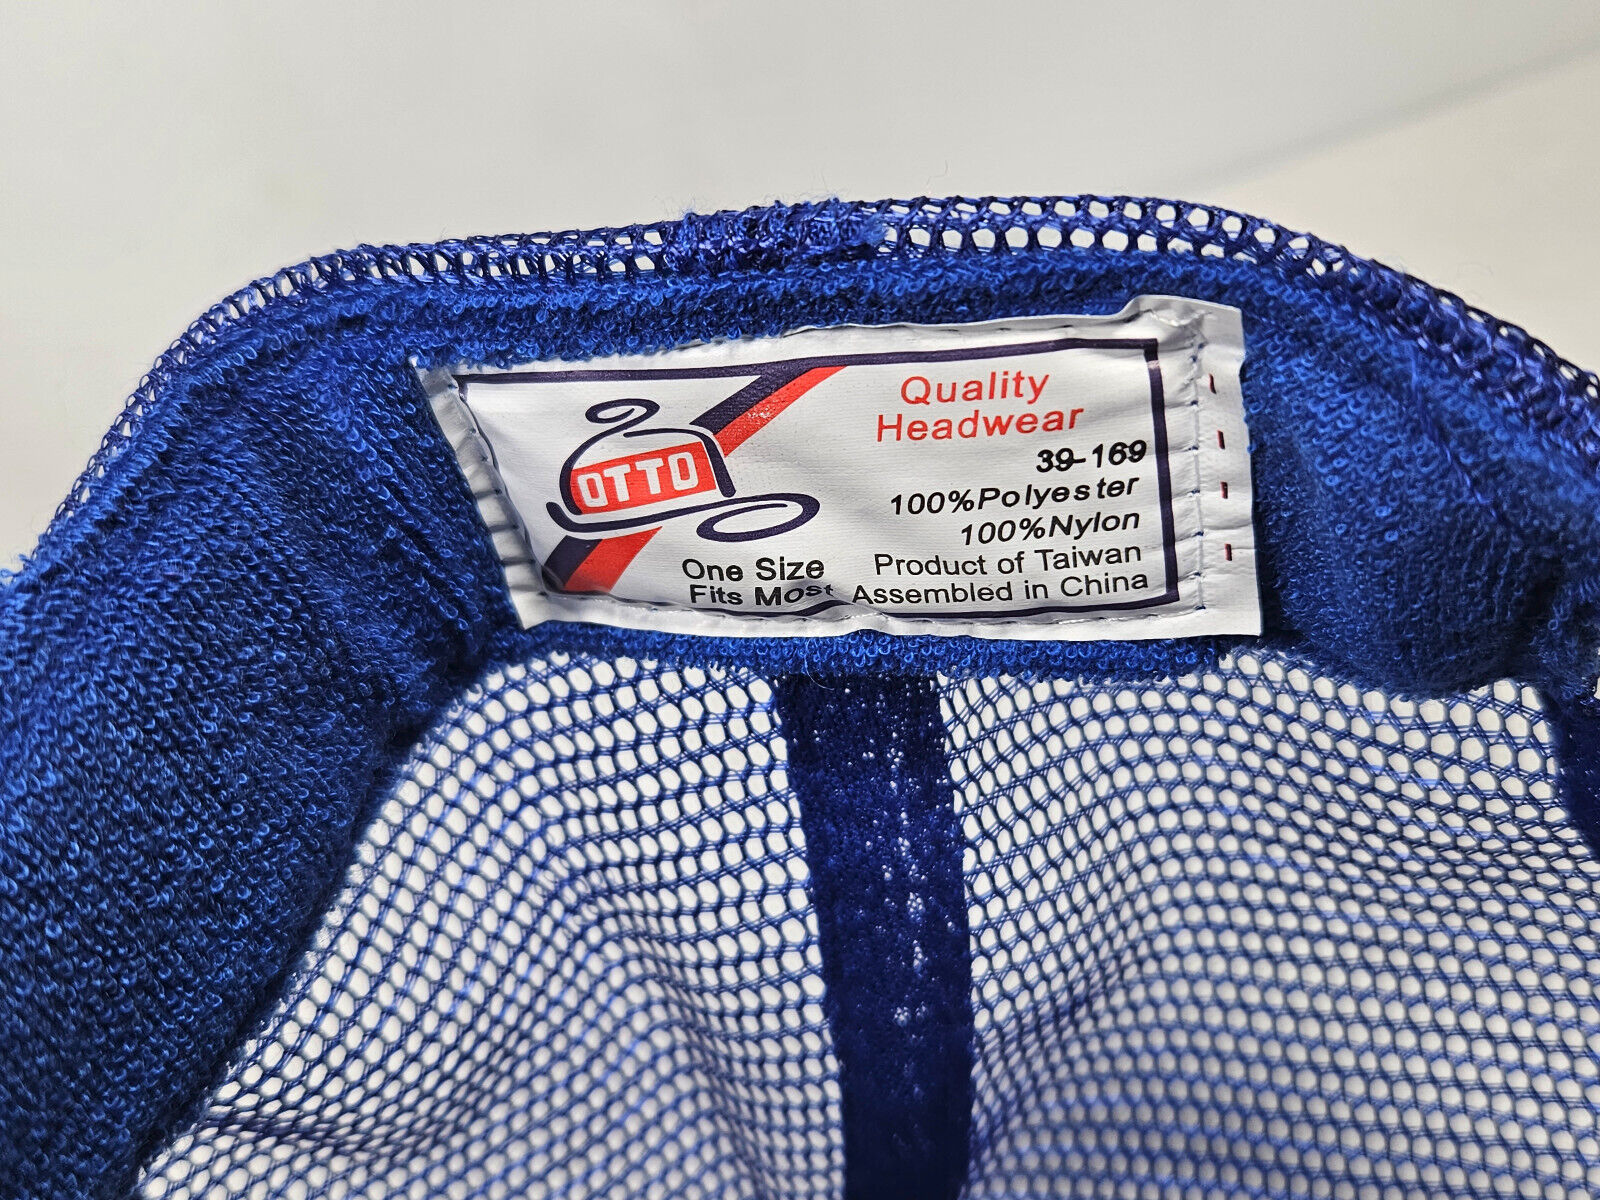 OTTO
Quality
Headwear
39-169
100%Polyester
100%Nylon
One Size
Fits Most
Product of Taiwan
Assembled in China